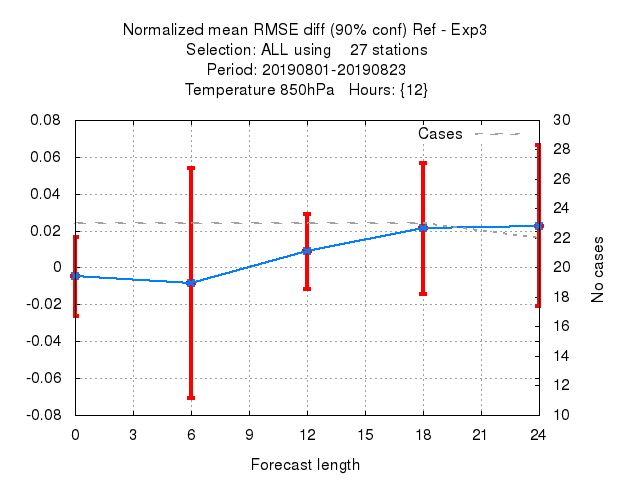 Normalized mean RMSE diff (90% conf) Ref - Exp3
Selection: ALL using 27 stations
Period: 20190801-20190823
Temperature 850hPa Hours: {12}
Cases
0.08
0.06
0.04
0.02
0
-0.02
-0.04
-0.06
-0.08
30
28
26
24
22
20
18
16
14
12
10
No cases
0 3 6 9 12 15 18 21 24
Forecast length